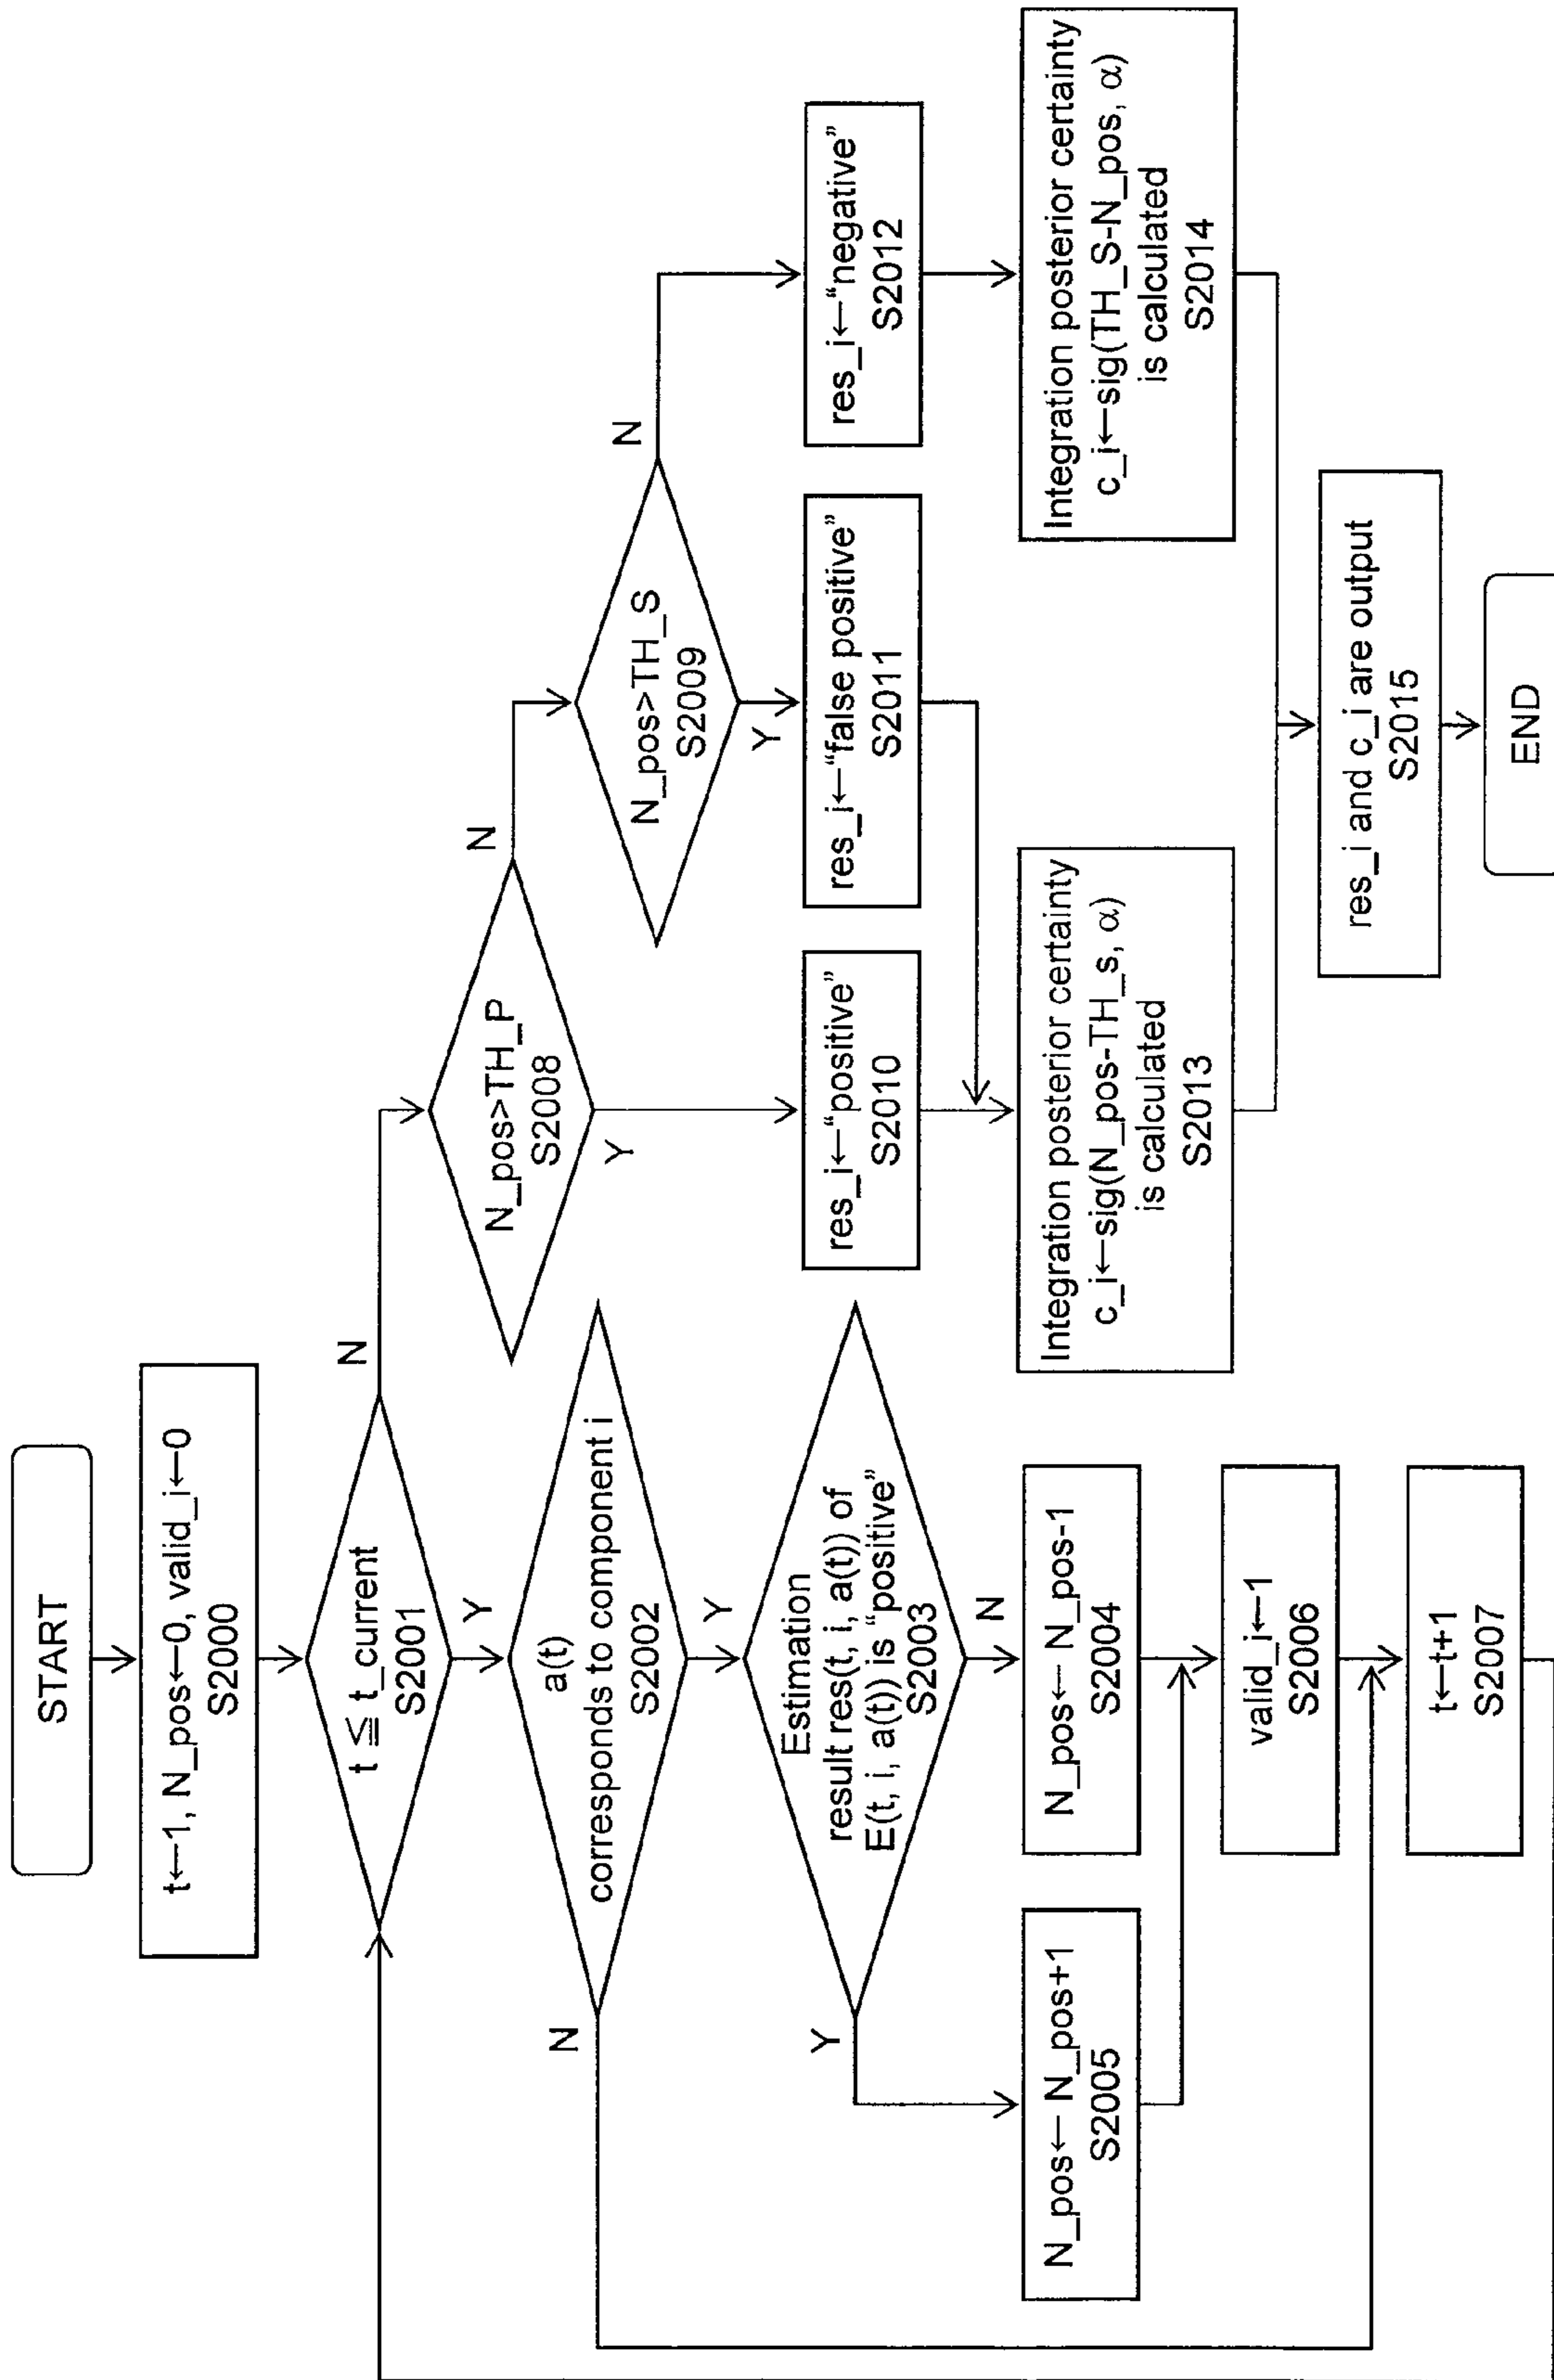 START
t←1, N_pos←0, valid_i←0
S2000
t ≦ t_current
S2001
Y
N
a(t)
corresponds to component i
S2002
Y
N
Estimation
result res(t, i, a(t)) of
E(t, i, a(t)) is “positive”
S2003
Y
N
N_pos← N_pos-1
S2004
N_pos← N_pos+1
S2005
valid_i←1
S2006
t←t+1
S2007
N_pos>TH_P
S2008
Y
N
N_pos>TH_S
S2009
Y
N
res_i←“positive”
S2010
res_i←“false positive”
S2011
res_i←“negative”
S2012
Integration posterior certainty
c_i←sig(N_pos-TH_s, α)
is calculated
S2013
Integration posterior certainty
c_i←sig(TH_S-N_pos, α)
is calculated
S2014
res_i and c_i are output
S2015
END